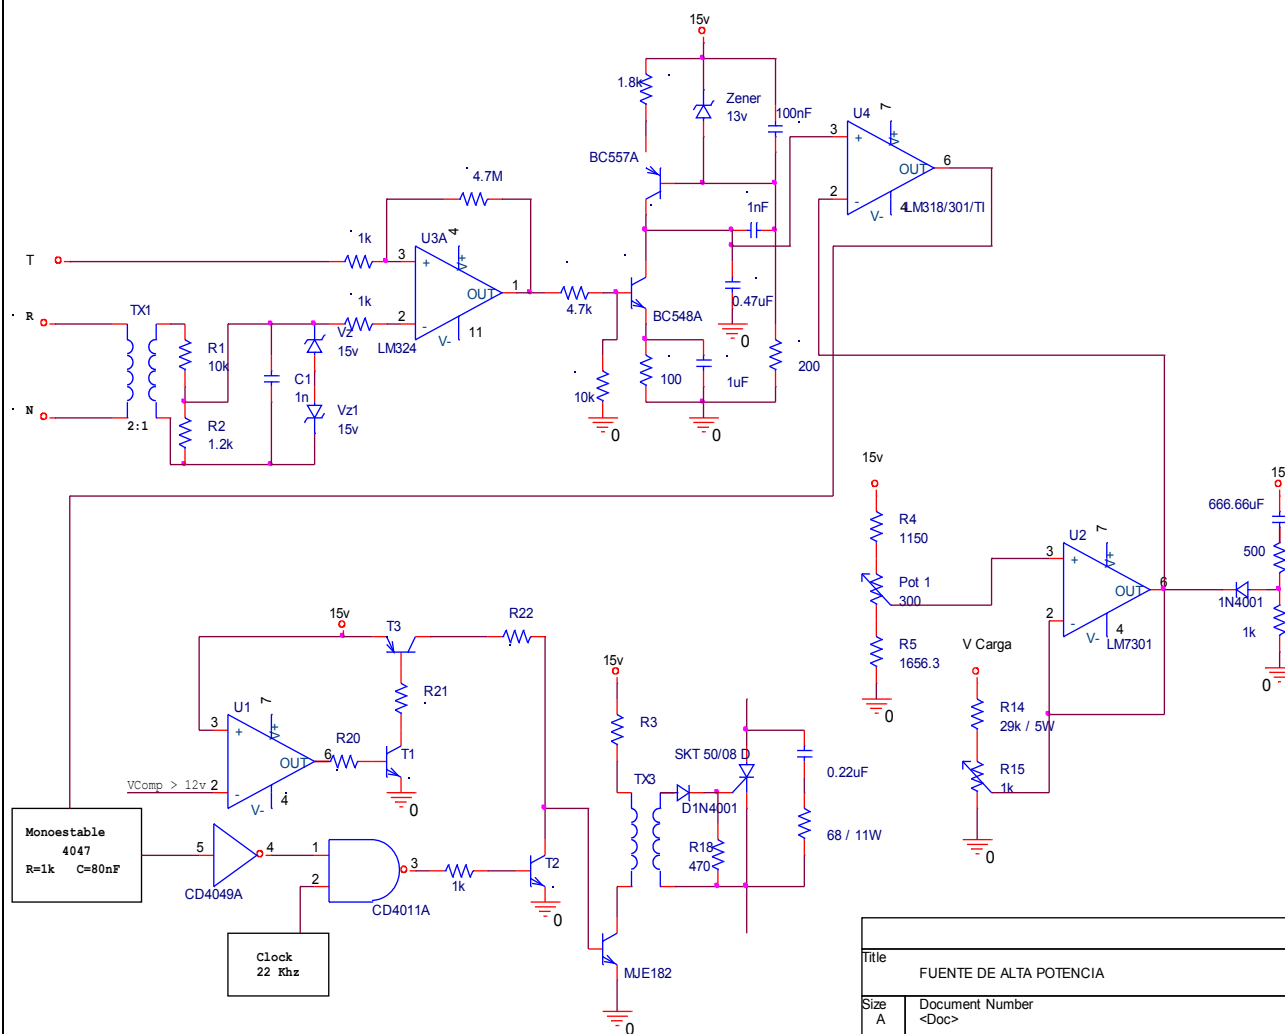 15v
1.8k
Zener
13v
100nF
BC557A
U4
7
3
+
V+
OUT
6
2
-
4
V-
LM318/301/TI
4.7M
1nF
T
1k
U3A
4
3
+
V+
OUT
1
4.7k
0.47uF
0
BC548A
R
TX1
1k
2
-
11
V-
LM324
Vz
15v
R1
10k
C1
1n
Vz1
15v
N
2:1
R2
1.2k
10k
0
100
1uF
0
200
15v
R4
1150
Pot 1
300
R5
1656.3
0
U2
7
3
+
V+
OUT
6
2
-
V-
4
LM7301
15
666.66uF
500
1N4001
1k
0
V Carga
R14
29k / 5W
R15
1k
0
15v
T3
R22
R21
U1
7
3
+
V+
OUT
6
R20
T1
0
VComp > 12v
2
-
V-
4
15v
R3
TX3
SKT 50/08 D
D1N4001
0.22uF
R18
470
68 / 11W
Monoestable
4047
R=1k C=80nF
5
4
CD4049A
1
2
3
CD4011A
1k
T2
0
Clock
22 Khz
MJE182
0
Title
FUENTE DE ALTA POTENCIA
Size
A
Document Number
<Doc>